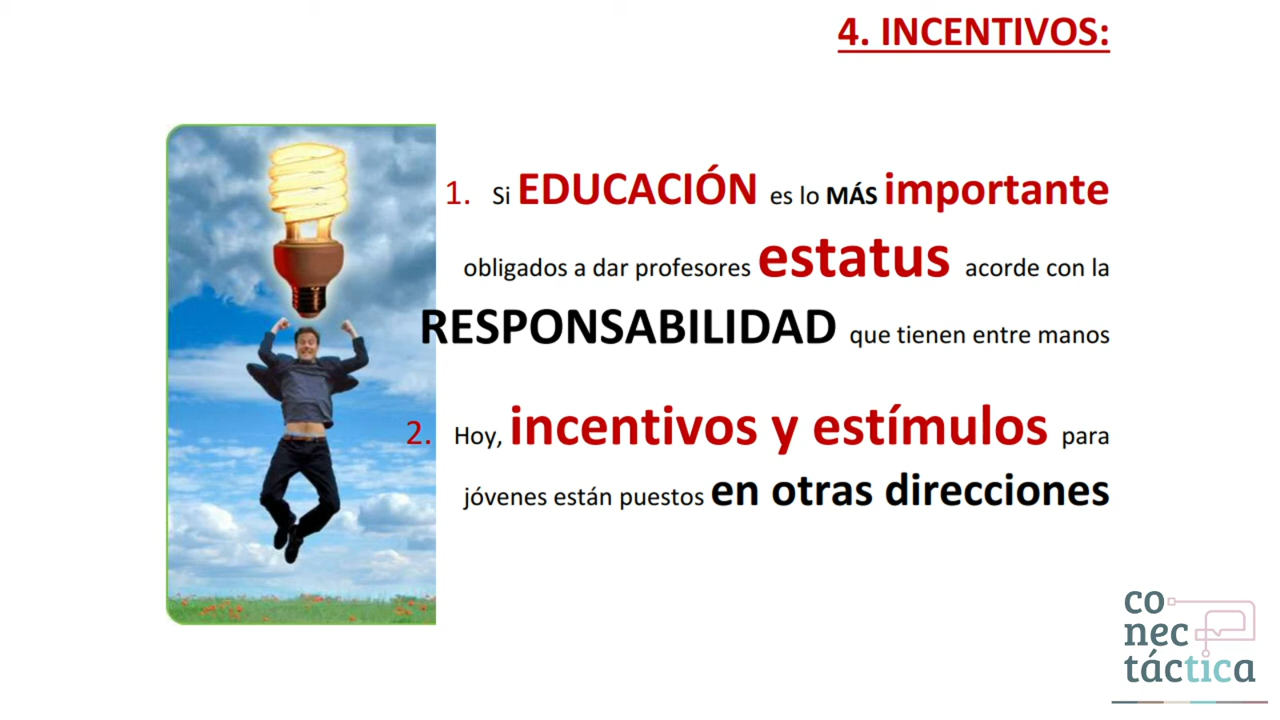 4. INCENTIVOS:
1. Si EDUCACIÓN es lo MÁS importante
obligados a dar profesores estatus acorde con la
RESPONSABILIDAD que tienen entre manos
2. Hoy, incentivos y estímulos para
jóvenes están puestos en otras direcciones
co
nec
táctica